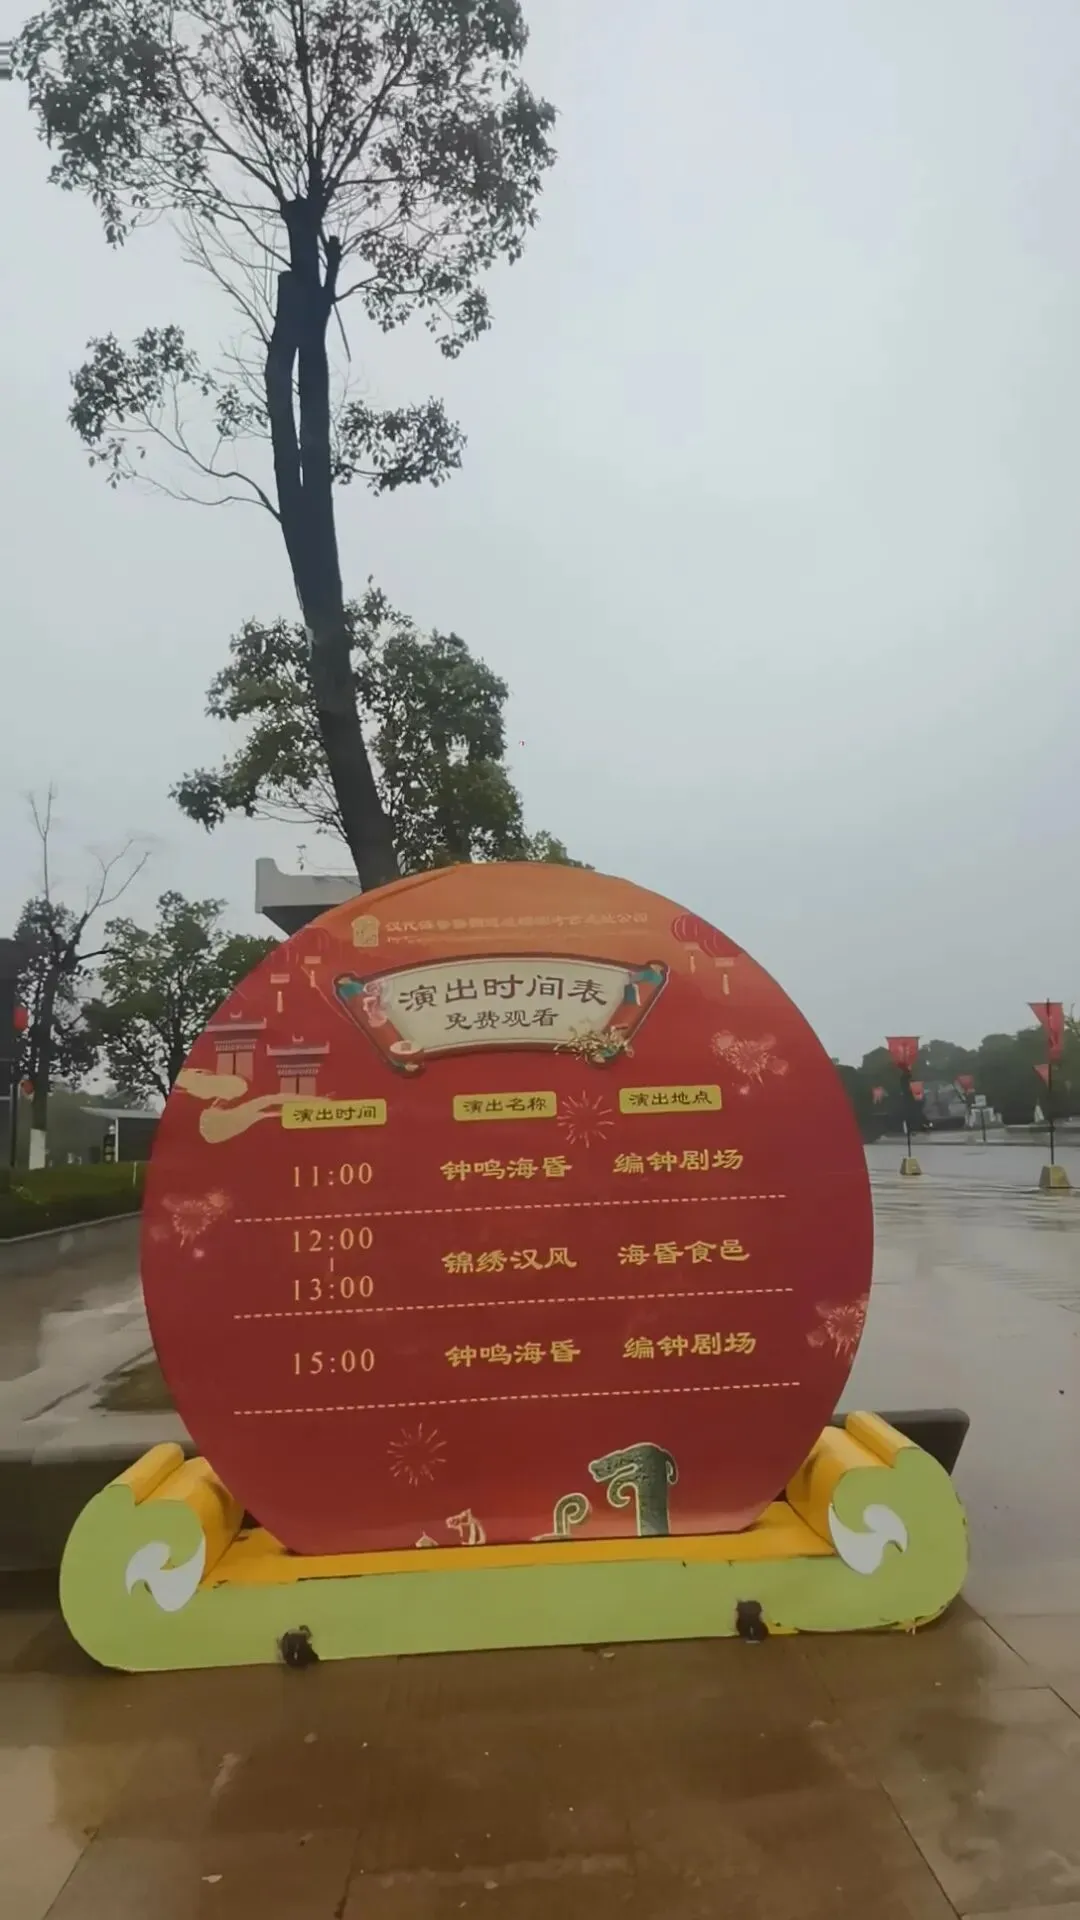 演出时间表
免费观看
演出时间 演出名称 演出地点
11:00 钟鸣海昏 编钟剧场
12:00
|
13:00 锦绣汉风 海昏食邑
15:00 钟鸣海昏 编钟剧场